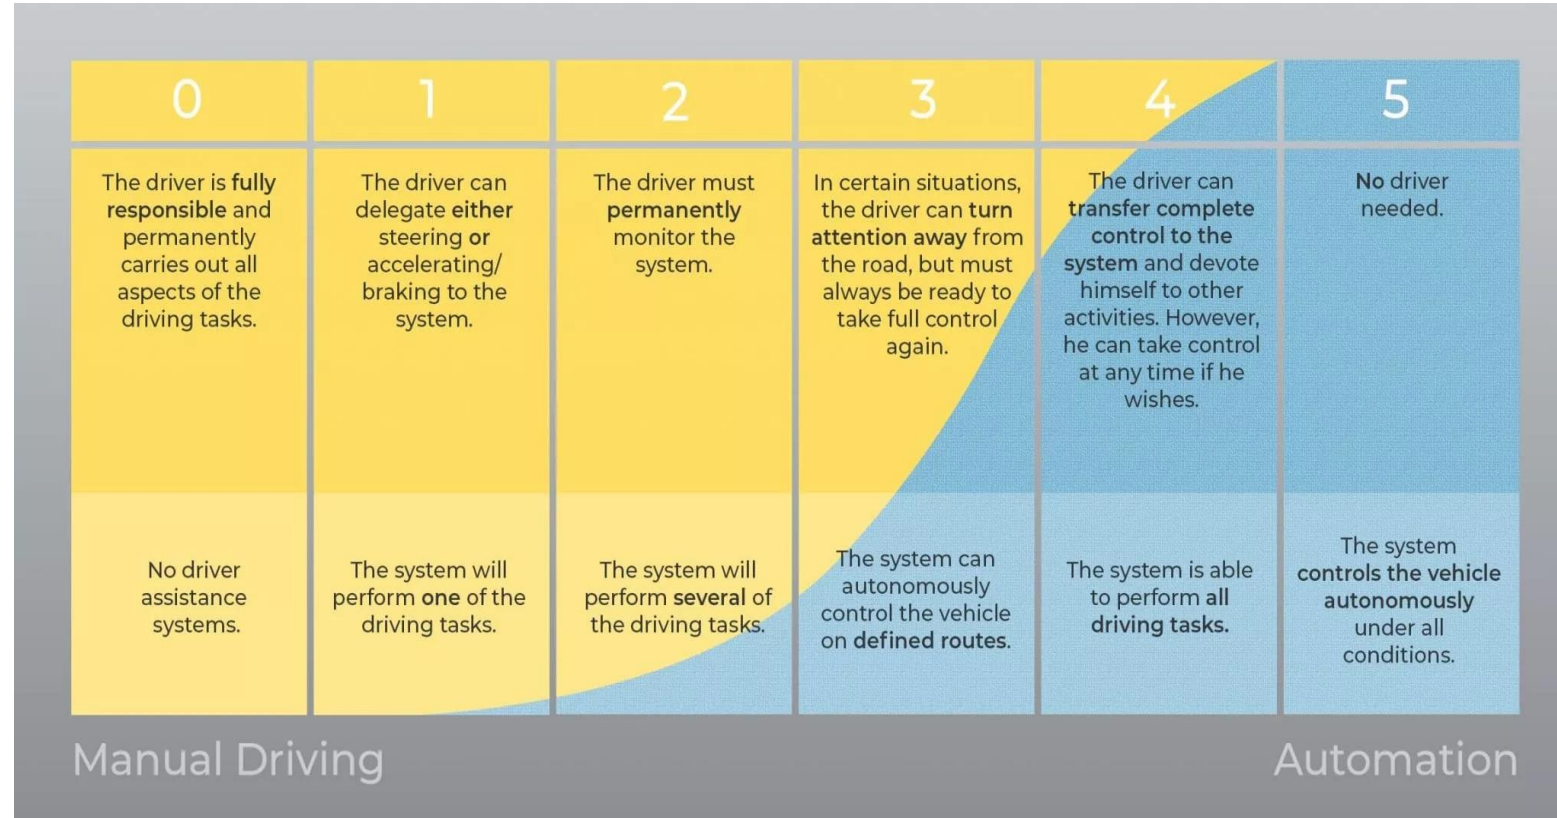 0
The driver is fully
responsible and
permanently
carries out all
aspects of the
driving tasks.
No driver
assistance
systems.
1
The driver can
delegate either
steering or
accelerating/
braking to the
system.
The system will
perform one of the
driving tasks.
2
The driver must
permanently
monitor the
system.
The system will
perform several of
the driving tasks.
3
In certain situations,
the driver can turn
attention away from
the road, but must
always be ready to
take full control
again.
The system can
autonomously
control the vehicle
on defined routes.
4
The driver can
transfer complete
control to the
system and devote
himself to other
activities. However,
he can take control
at any time if he
wishes.
The system is able
to perform all
driving tasks.
5
No driver
needed.
The system
controls the vehicle
autonomously
under all
conditions.
Manual Driving
Automation